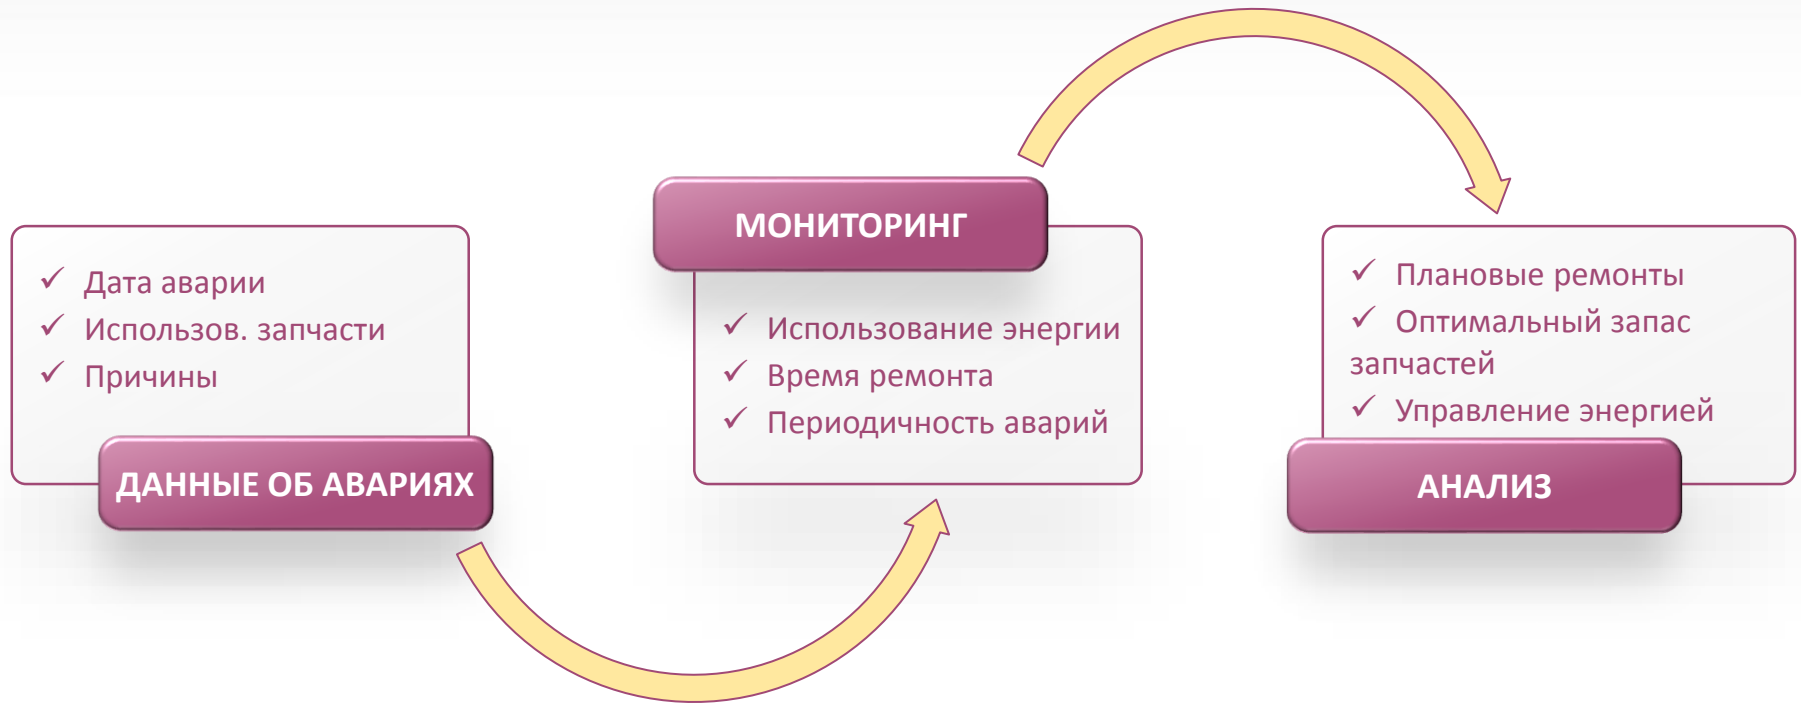 Дата аварии
Использов. запчасти
Причины
ДАННЫЕ ОБ АВАРИЯХ
МОНИТОРИНГ
Использование энергии
Время ремонта
Периодичность аварий
Плановые ремонты
Оптимальный запас
запчастей
Управление энергией
АНАЛИЗ